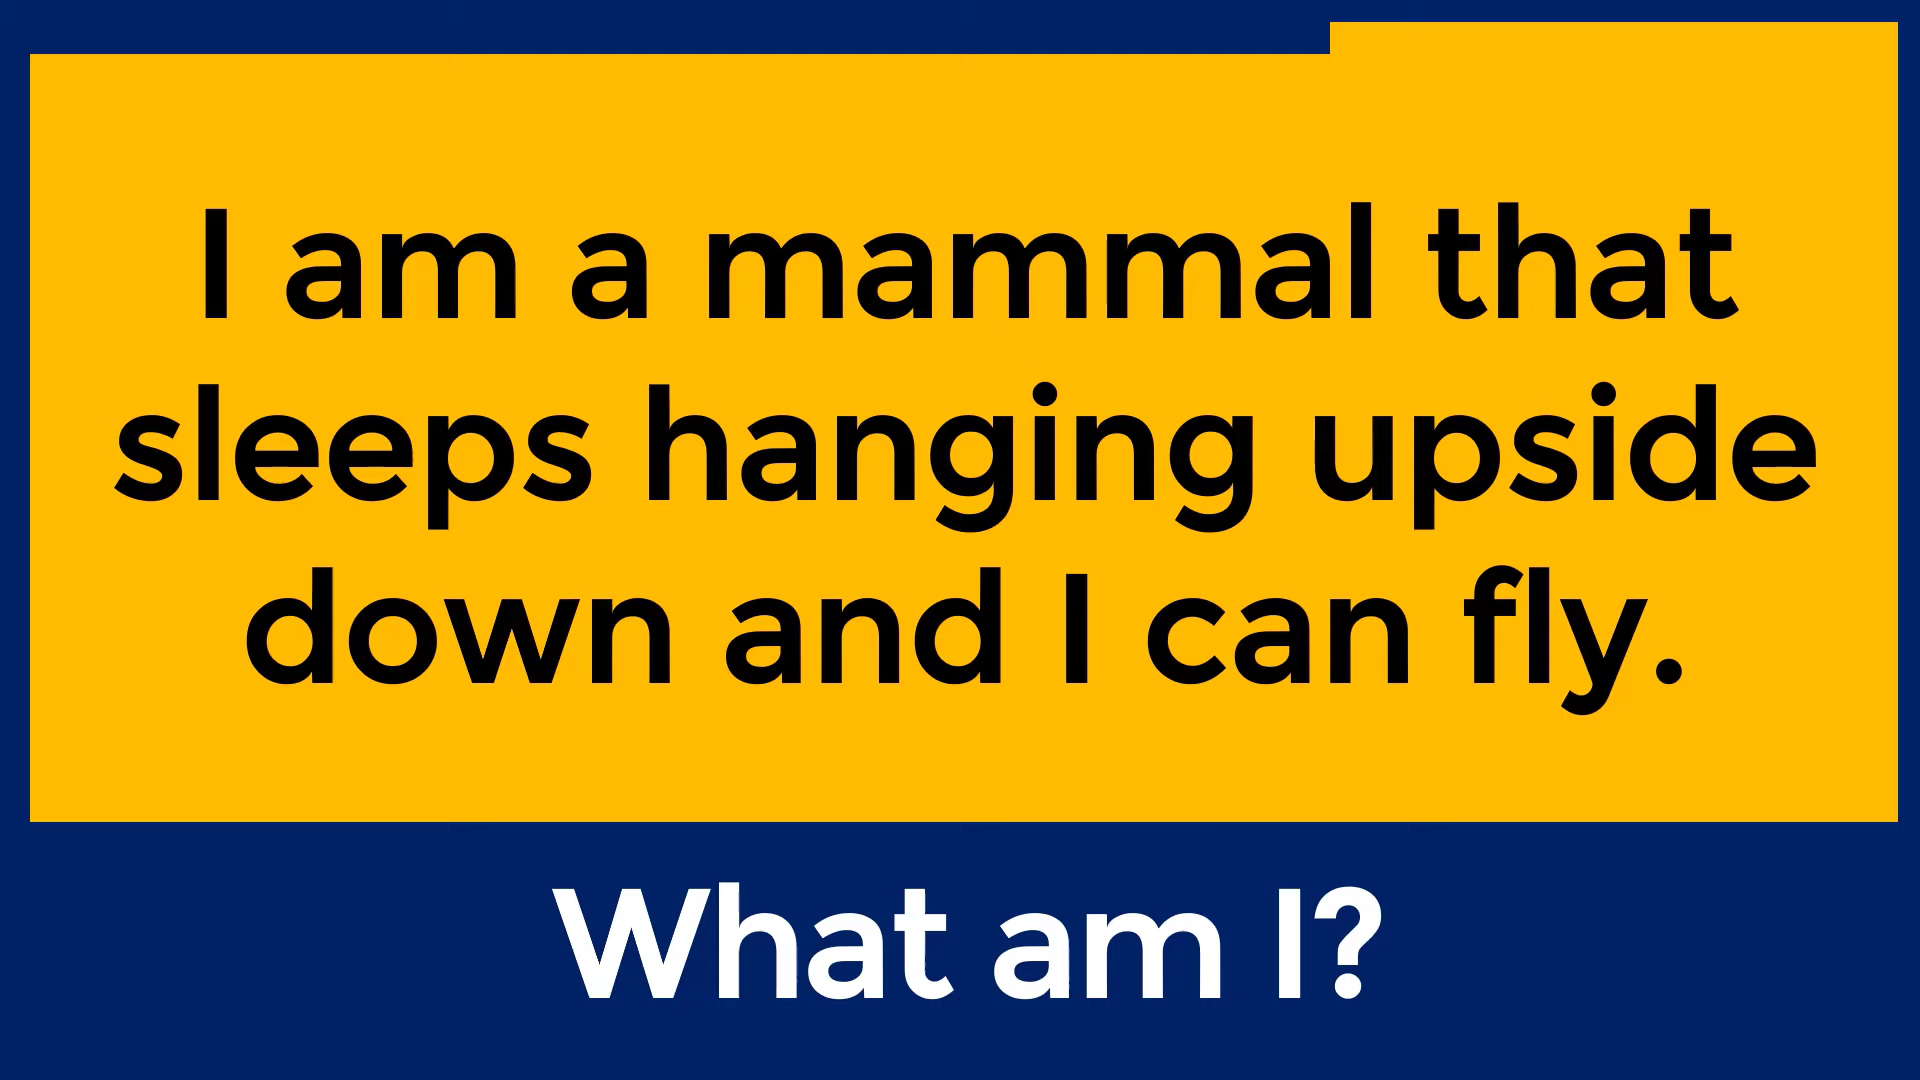 I am a mammal that
sleeps hanging upside
down and I can fly.
What am I?